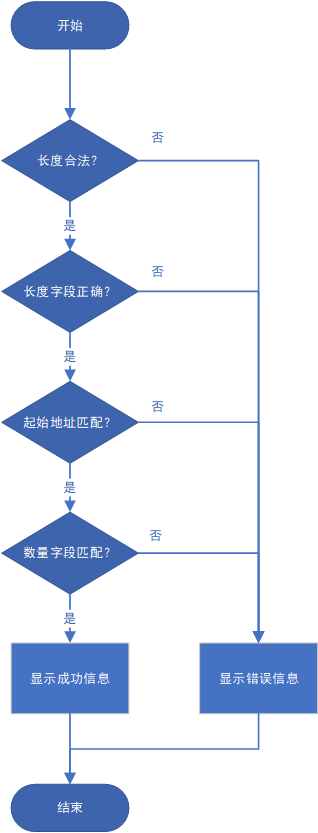 开始
长度合法？
否
是
长度字段正确？
否
是
起始地址匹配？
否
是
数量字段匹配？
否
是
显示成功信息
显示错误信息
结束